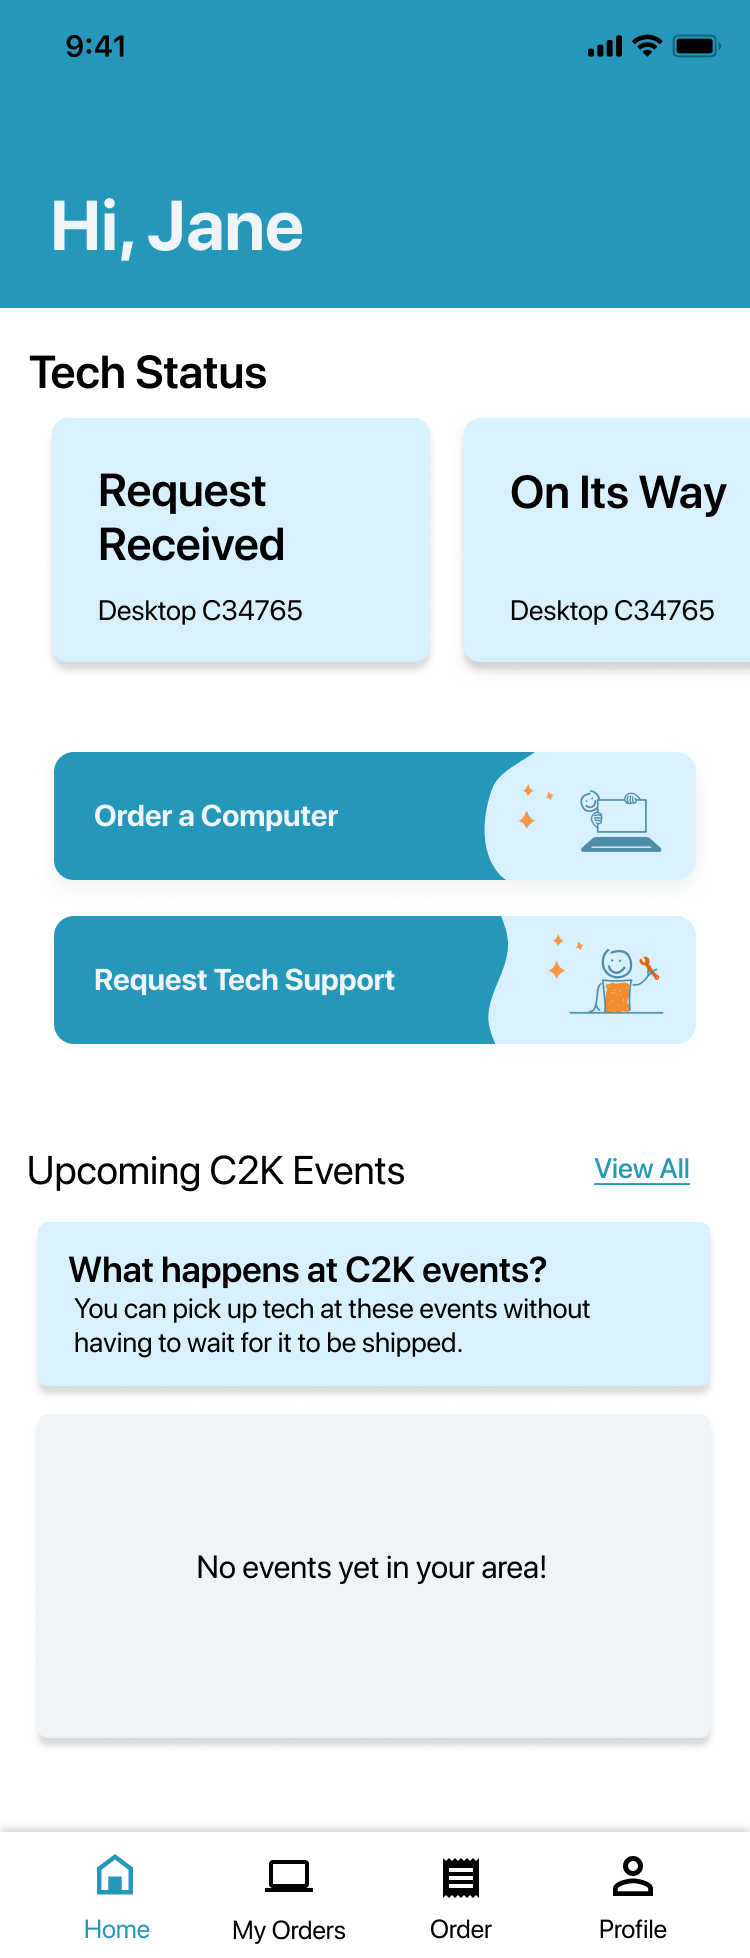 9:41
Hi, Jane
Tech Status
Request
Received
Desktop C34765
On Its Way
Desktop C34765
Order a Computer
Request Tech Support
Upcoming C2K Events
View All
What happens at C2K events?
You can pick up tech at these events without
having to wait for it to be shipped.
No events yet in your area!
Home
My Orders
Order
Profile